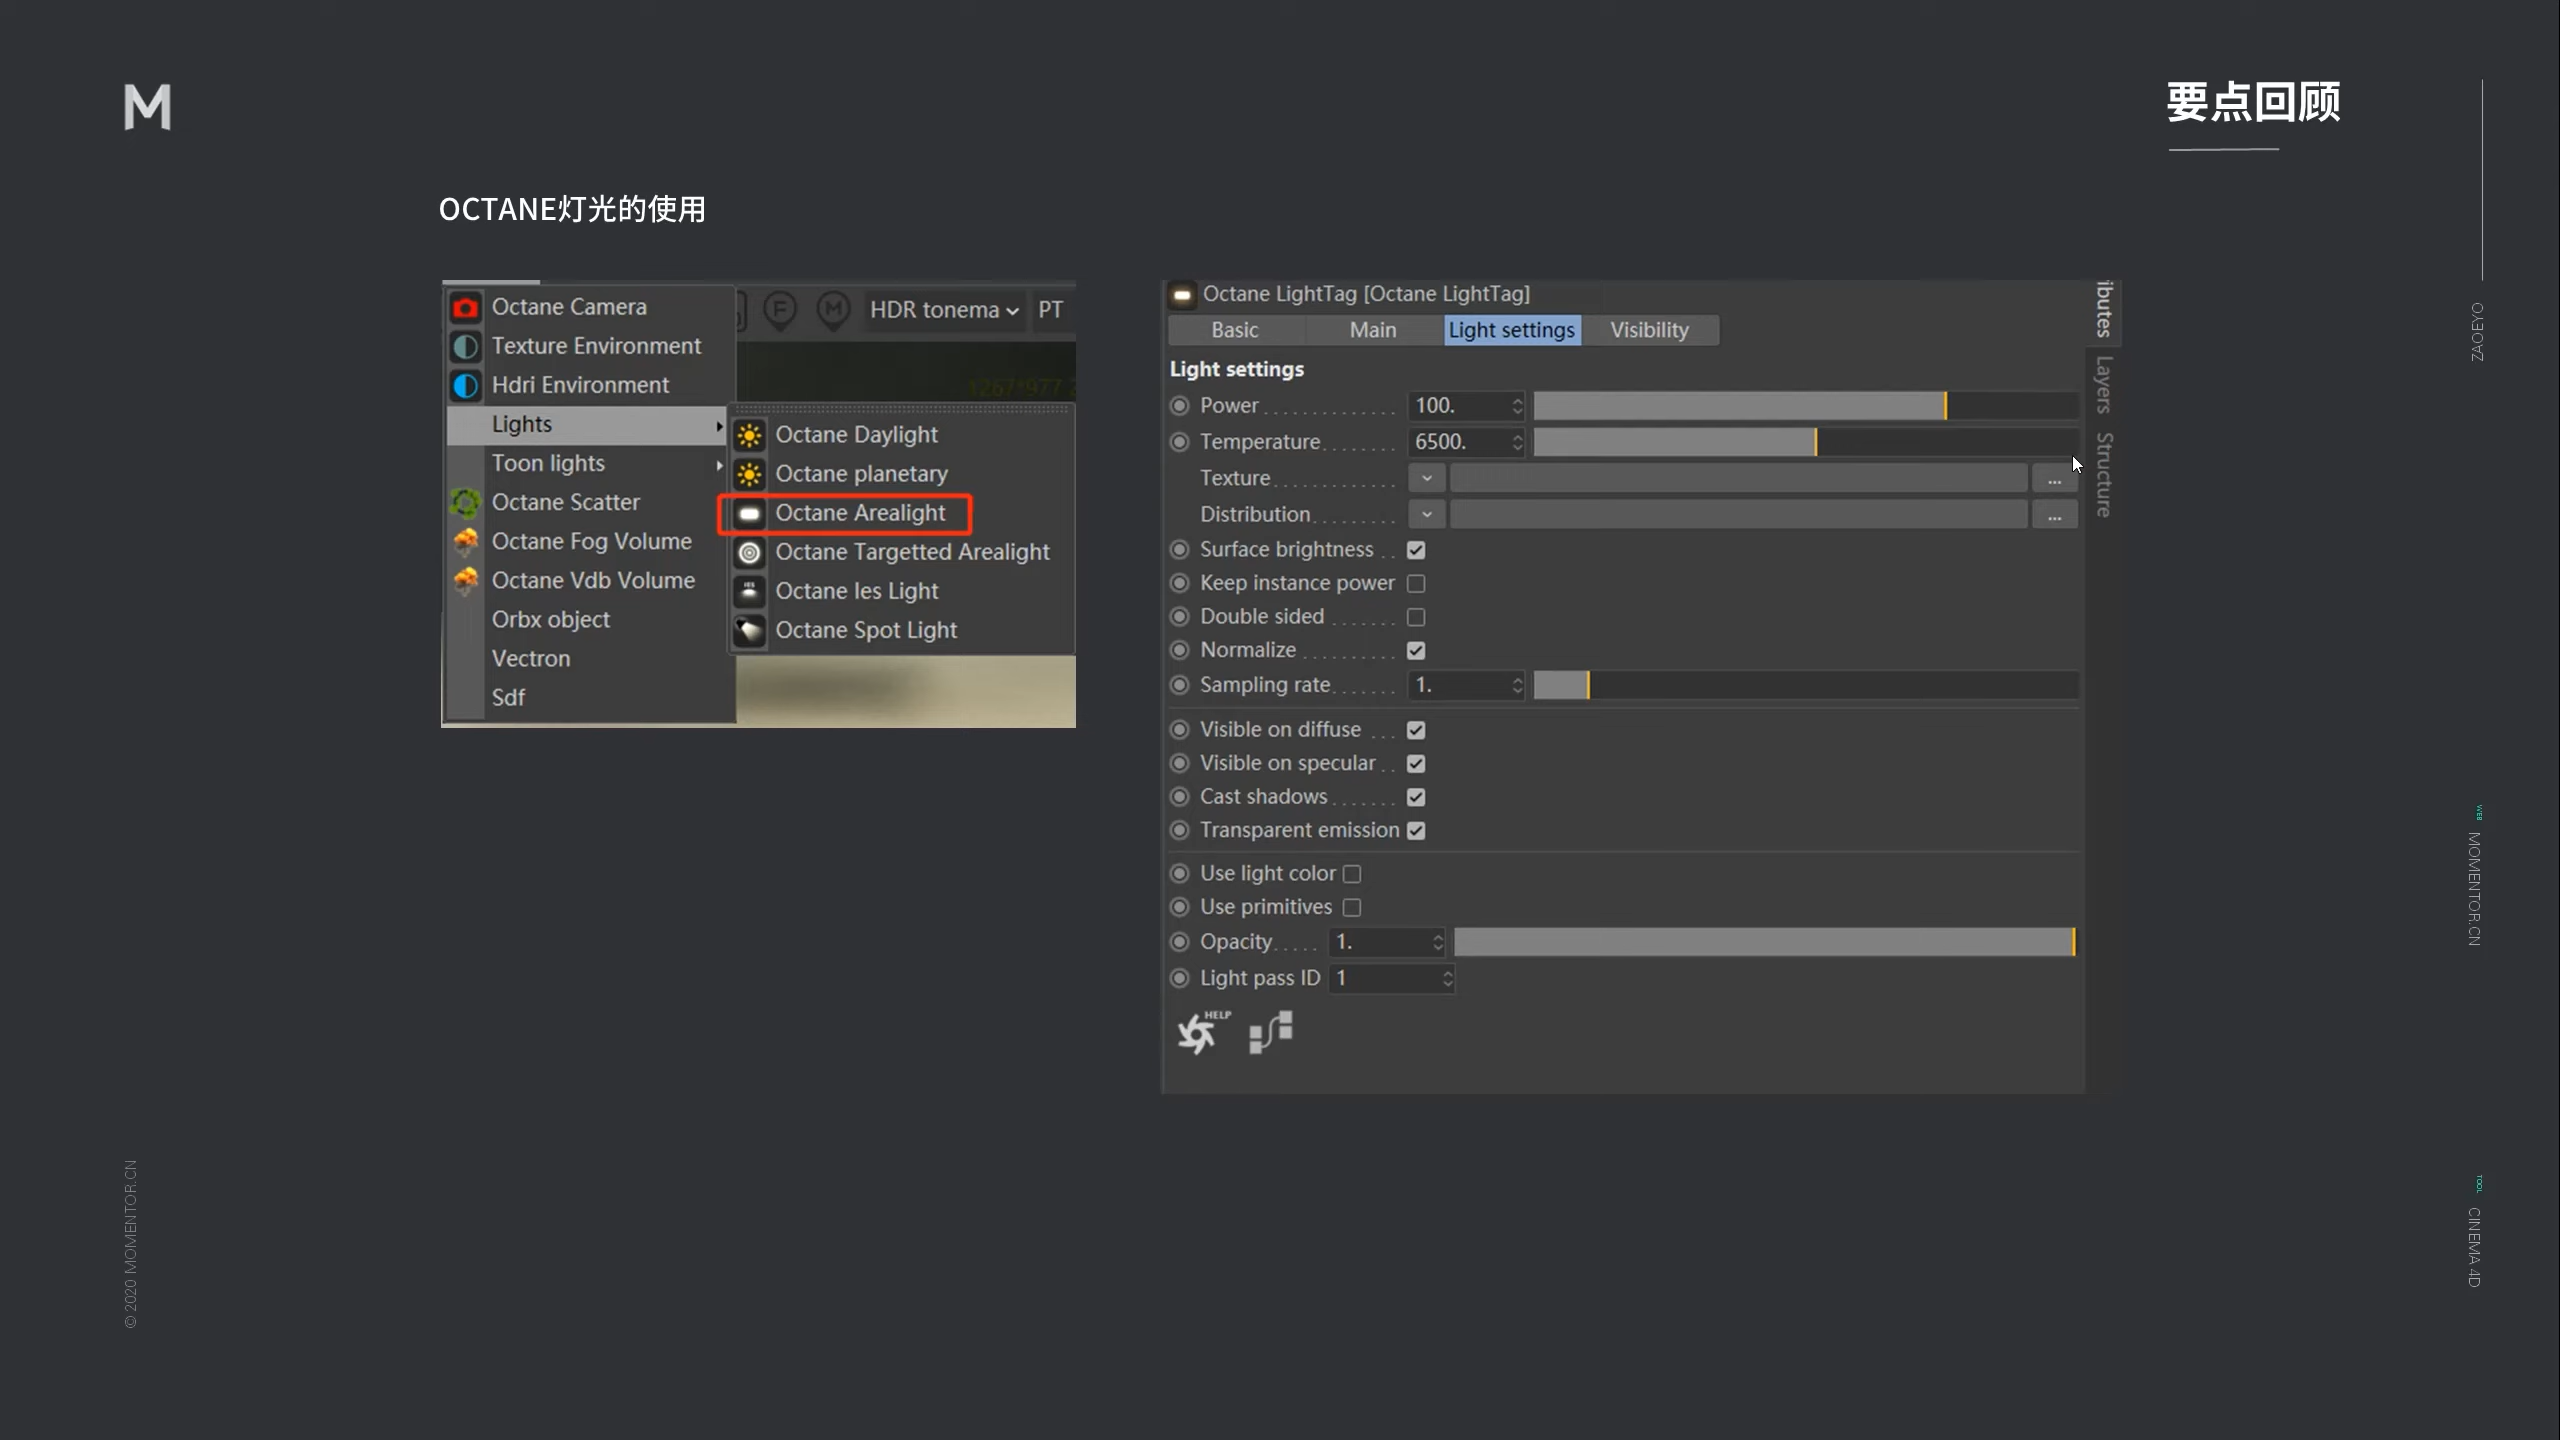 M
要点回顾
OCTANE灯光的使用
Octane Camera
Texture Environment
Hdri Environment
Lights
Toon lights
Octane Scatter
Octane Fog Volume
Octane Vdb Volume
Orbx object
Vectron
Sdf
F
M
HDR tonema
PT
1267*977
Octane Daylight
Octane planetary
Octane Arealight
Octane Targetted Arealight
Octane Ies Light
Octane Spot Light
Octane LightTag [Octane LightTag]
Basic
Main
Light settings
Visibility
Light settings
Power 100.
Temperature 6500.
Texture ...
Distribution ...
Surface brightness
Keep instance power
Double sided
Normalize
Sampling rate 1.
Visible on diffuse
Visible on specular
Cast shadows
Transparent emission
Use light color
Use primitives
Opacity 1.
Light pass ID 1
HELP
ibutes
Layers
Structure
ZAOEYO
WEB MOMENTOR.CN
TOOL CINEMA 4D
© 2020 MOMENTOR.CN